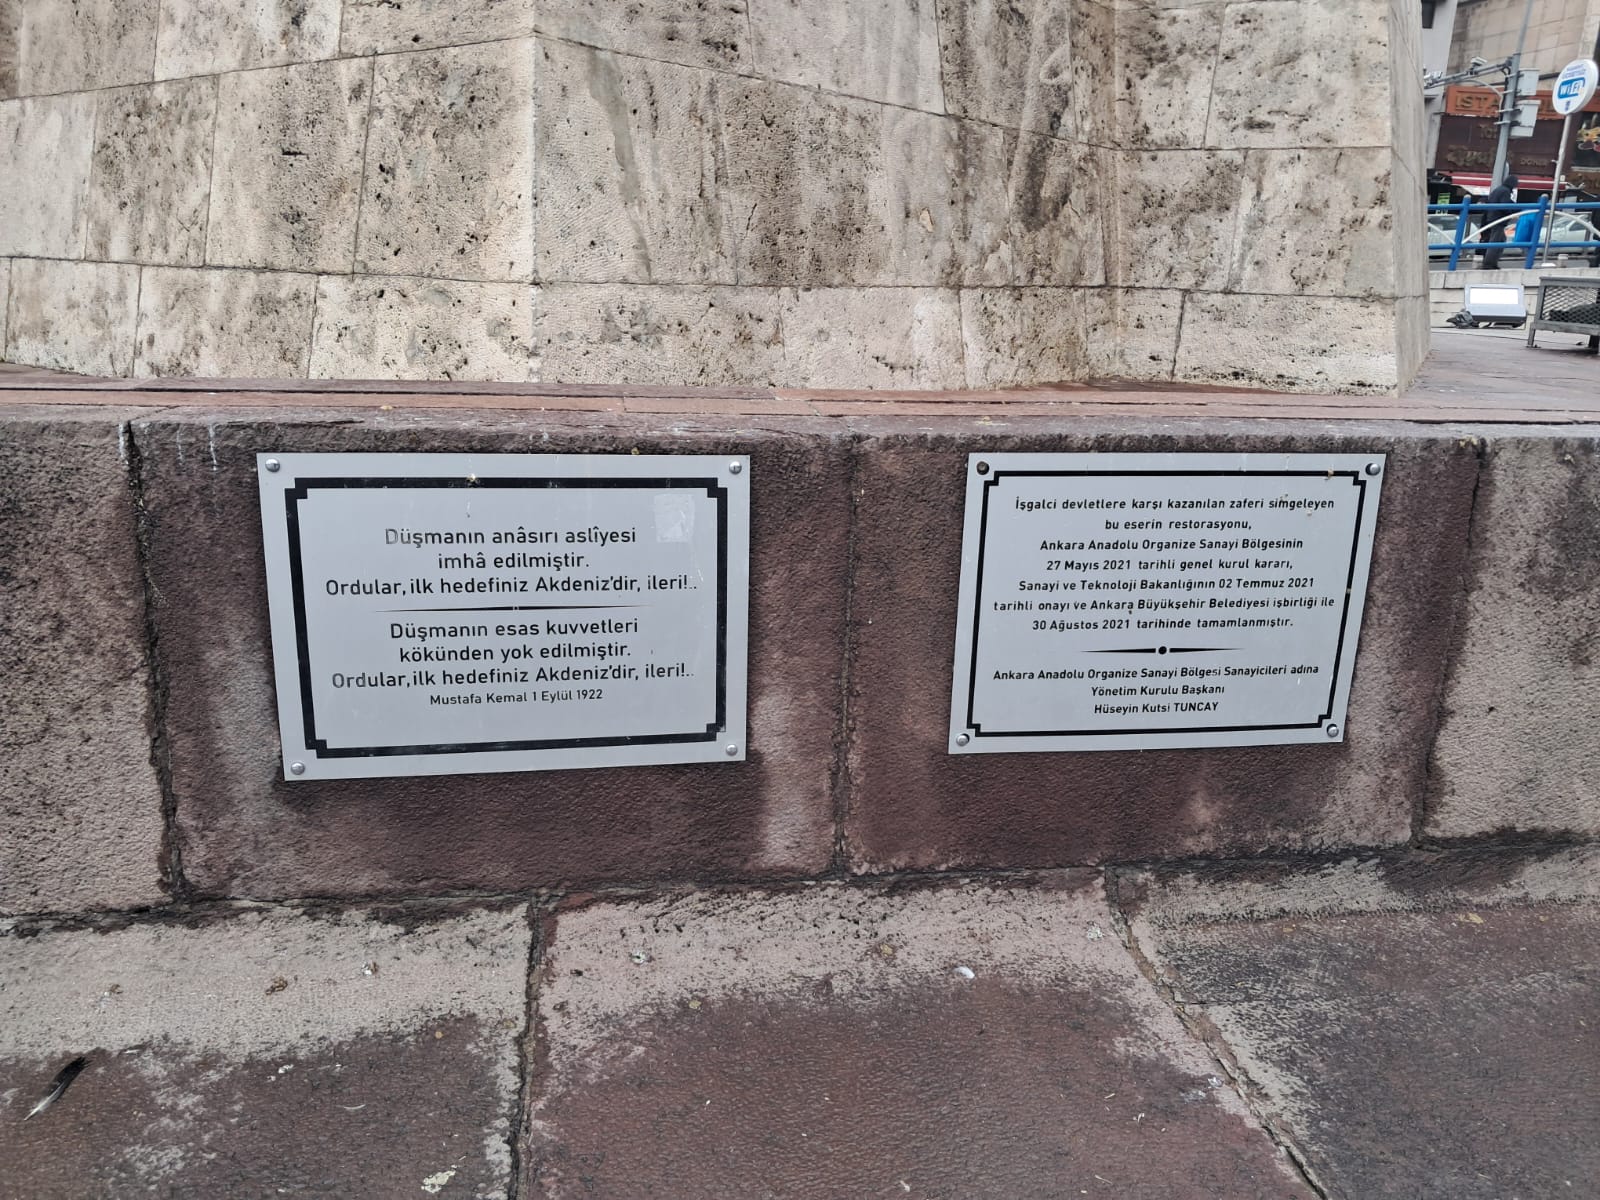 Düşmanın anâsırı aslîyesi
imhâ edilmiştir.
Ordular, ilk hedefiniz Akdeniz'dir, ileri!..
Düşmanın esas kuvvetleri
kökünden yok edilmiştir.
Ordular, ilk hedefiniz Akdeniz'dir, ileri!..
Mustafa Kemal 1 Eylül 1922
İşgalci devletlere karşı kazanılan zaferi simgeleyen
bu eserin restorasyonu,
Ankara Anadolu Organize Sanayi Bölgesinin
27 Mayıs 2021 tarihli genel kurul kararı,
Sanayi ve Teknoloji Bakanlığının 02 Temmuz 2021
tarihli onayı ve Ankara Büyükşehir Belediyesi işbirliği ile
30 Ağustos 2021 tarihinde tamamlanmıştır.
Ankara Anadolu Organize Sanayi Bölgesi Sanayicileri adına
Yönetim Kurulu Başkanı
Hüseyin Kutsi TUNCAY
WiFi
DÖNER